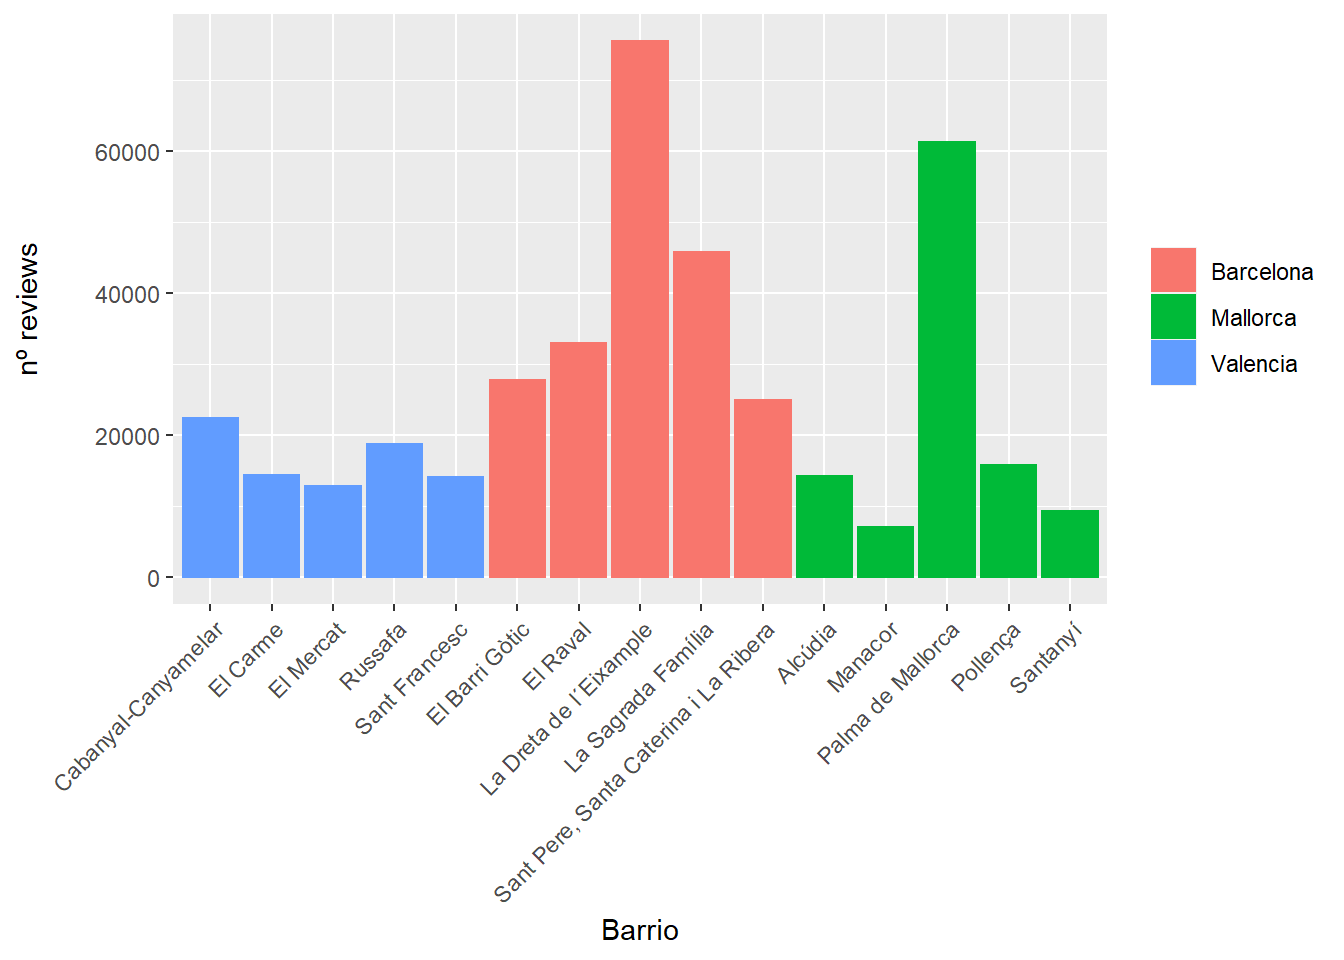 nº reviews
60000
40000
20000
0
Cabanyal-Canyamelar
El Carme
El Mercat
Russafa
Sant Francesc
El Barri Gòtic
El Raval
La Dreta de l´Eixample
La Sagrada Família
Sant Pere, Santa Caterina i La Ribera
Alcúdia
Manacor
Palma de Mallorca
Pollença
Santanyí
Barrio
Barcelona
Mallorca
Valencia